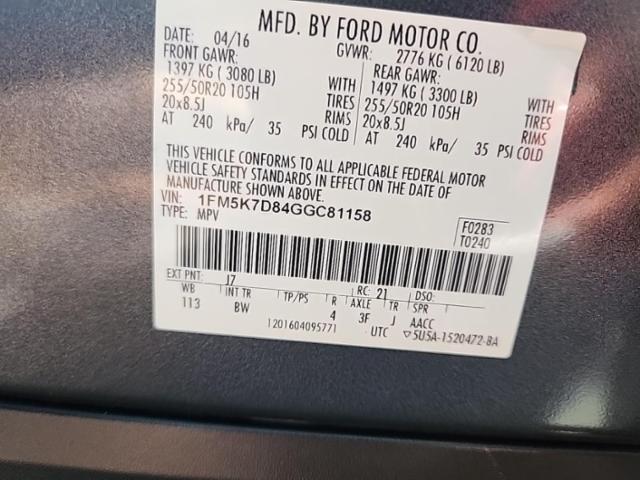 MFD. BY FORD MOTOR CO.
DATE: 04/16 GVWR: 2776 KG ( 6120 LB)
FRONT GAWR: REAR GAWR:
1397 KG ( 3080 LB) 1497 KG ( 3300 LB) WITH
255/50R20 105H 255/50R20 105H TIRES
20x8.5J 20x8.5J RIMS
AT 240 kPa/ 35 PSI COLD AT 240 kPa/ 35 PSI COLD
WITH
TIRES
RIMS
THIS VEHICLE CONFORMS TO ALL APPLICABLE FEDERAL MOTOR
VEHICLE SAFETY STANDARDS IN EFFECT ON THE DATE OF
MANUFACTURE SHOWN ABOVE.
VIN: 1FM5K7D84GGC81158
TYPE: MPV
F0283
T0240
EXT PNT: J7 RC: 21 DSO:
WB INT TR TP/PS R AXLE TR SPR
113 BW 4 3F J AACC
1201604095771 UTC ▽5U5A-1520472-BA